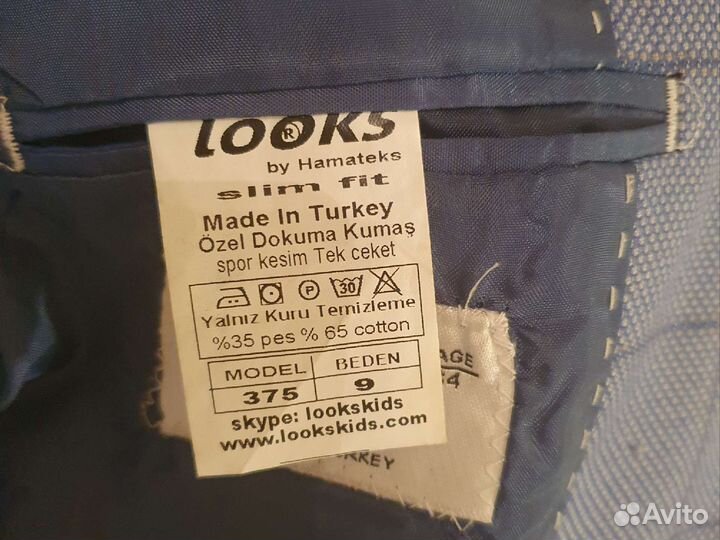 looks
®
by Hamateks
slim fit
Made In Turkey
Özel Dokuma Kumaş
spor kesim Tek ceket
P 30
Yalnız Kuru Temizleme
%35 pes % 65 cotton
MODEL BEDEN
375 9
skype: lookskids
www.lookskids.com
AGE
Avito